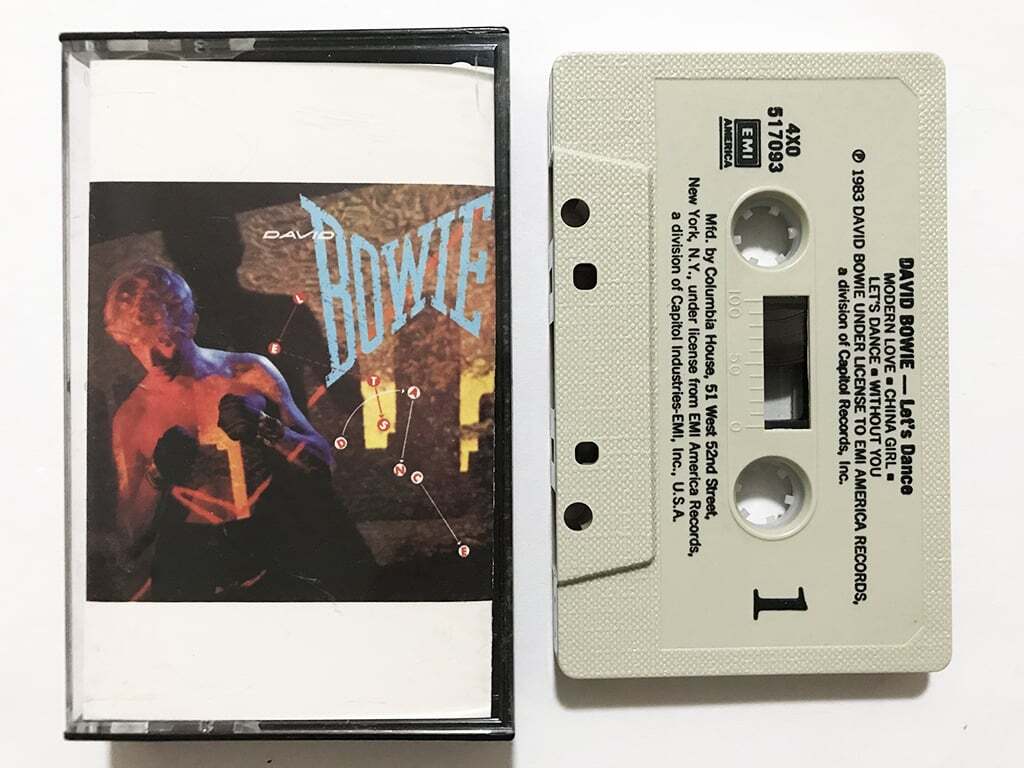 DAVID
BOWIE
L
E
T
S
D
A
N
C
E
DAVID BOWIE — Let's Dance
MODERN LOVE ■ CHINA GIRL ■
LET'S DANCE ■ WITHOUT YOU
℗ 1983 DAVID BOWIE UNDER LICENSE TO EMI AMERICA RECORDS,
a division of Capitol Records, Inc.
4XO
517093
EMI
AMERICA
100
50
0
Mfd. by Columbia House, 51 West 52nd Street,
New York, N.Y., under license from EMI America Records,
a division of Capitol Industries-EMI, Inc., U.S.A.
1